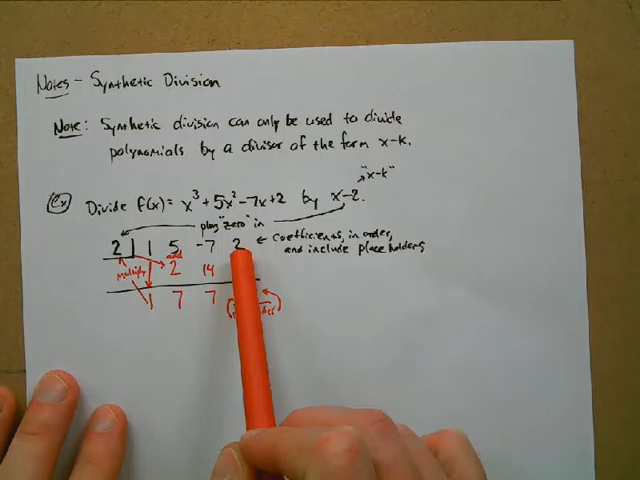 Notes - Synthetic Division
Note: Synthetic division can only be used to divide
polynomials by a divisor of the form x-k.
"x-k"
Ex Divide f(x)= x³ + 5x² - 7x + 2 by x-2.
plug "zero" in
2 1 5 -7 2 ← Coefficients, in order,
and include place holders
add
Multiply 2 14
1 7 7